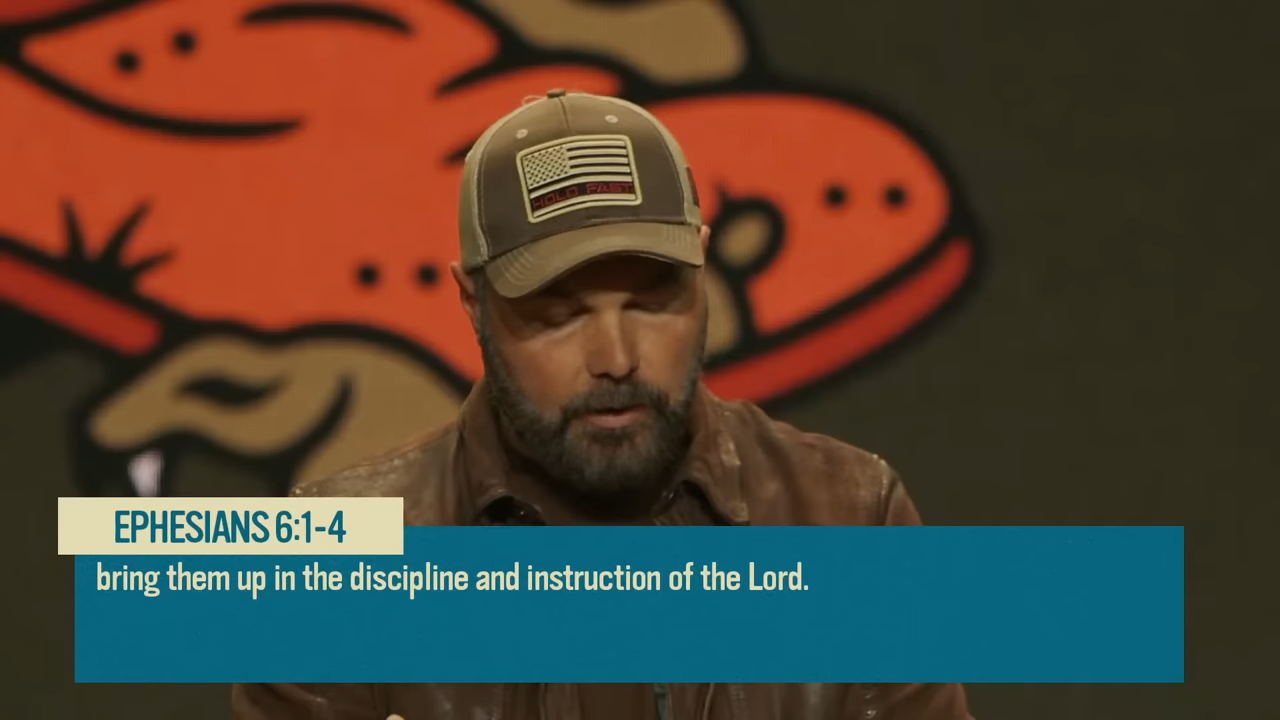 HOLD FAST
EPHESIANS 6:1-4
bring them up in the discipline and instruction of the Lord.